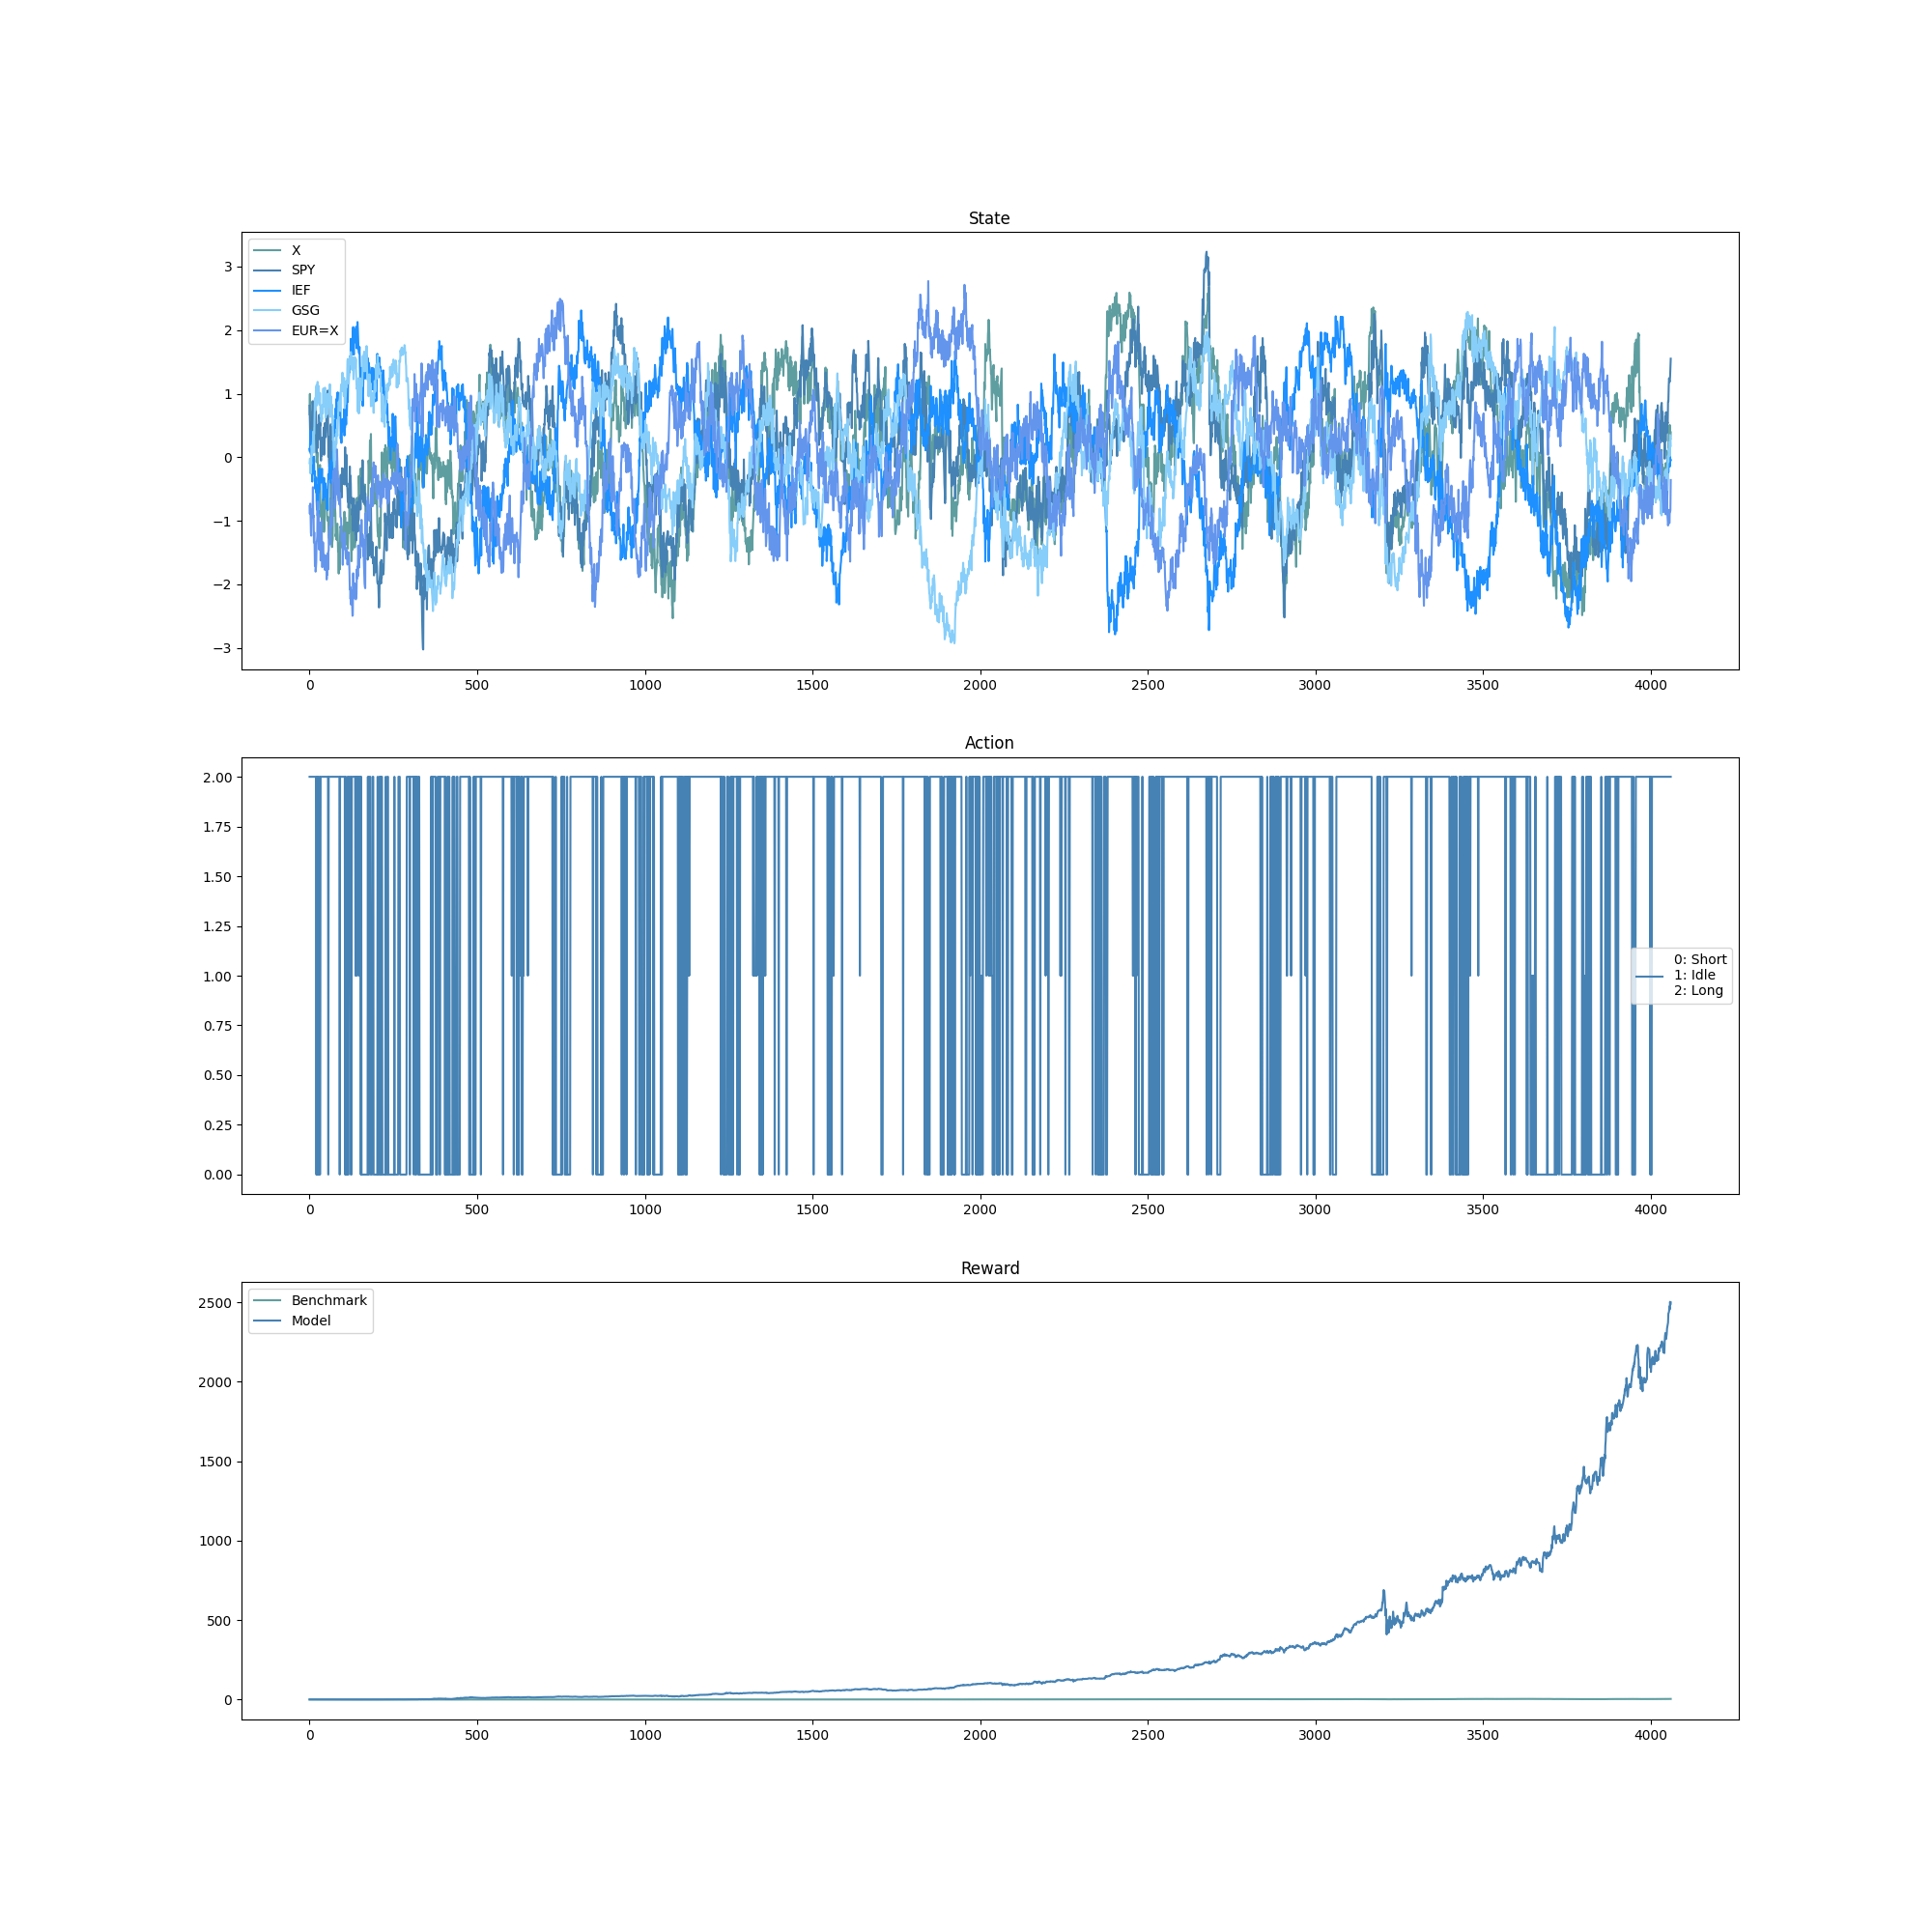 State
X
SPY
IEF
GSG
EUR=X
3
2
1
0
−1
−2
−3
0 500 1000 1500 2000 2500 3000 3500 4000
Action
2.00
1.75
1.50
1.25
1.00
0.75
0.50
0.25
0.00
0: Short
1: Idle
2: Long
0 500 1000 1500 2000 2500 3000 3500 4000
Reward
Benchmark
Model
2500
2000
1500
1000
500
0
0 500 1000 1500 2000 2500 3000 3500 4000